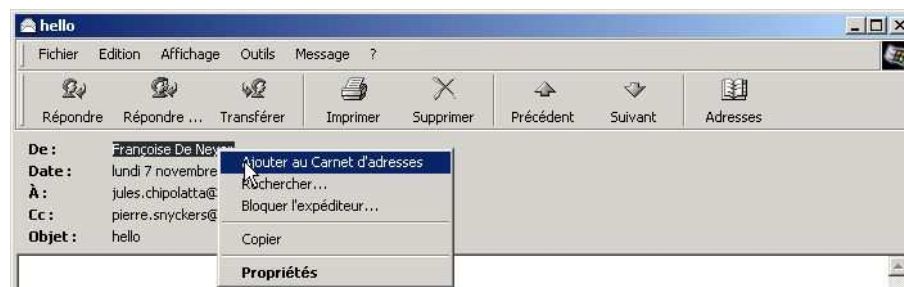 hello
Fichier Edition Affichage Outils Message ?
Répondre Répondre ... Transférer Imprimer Supprimer Précédent Suivant Adresses
De : Françoise De
Date : lundi 7 novembre
À : jules.chipolatta@
Cc : pierre.snyckers@
Objet : hello
Ajouter au Carnet d'adresses
Rechercher...
Bloquer l'expéditeur...
Copier
Propriétés